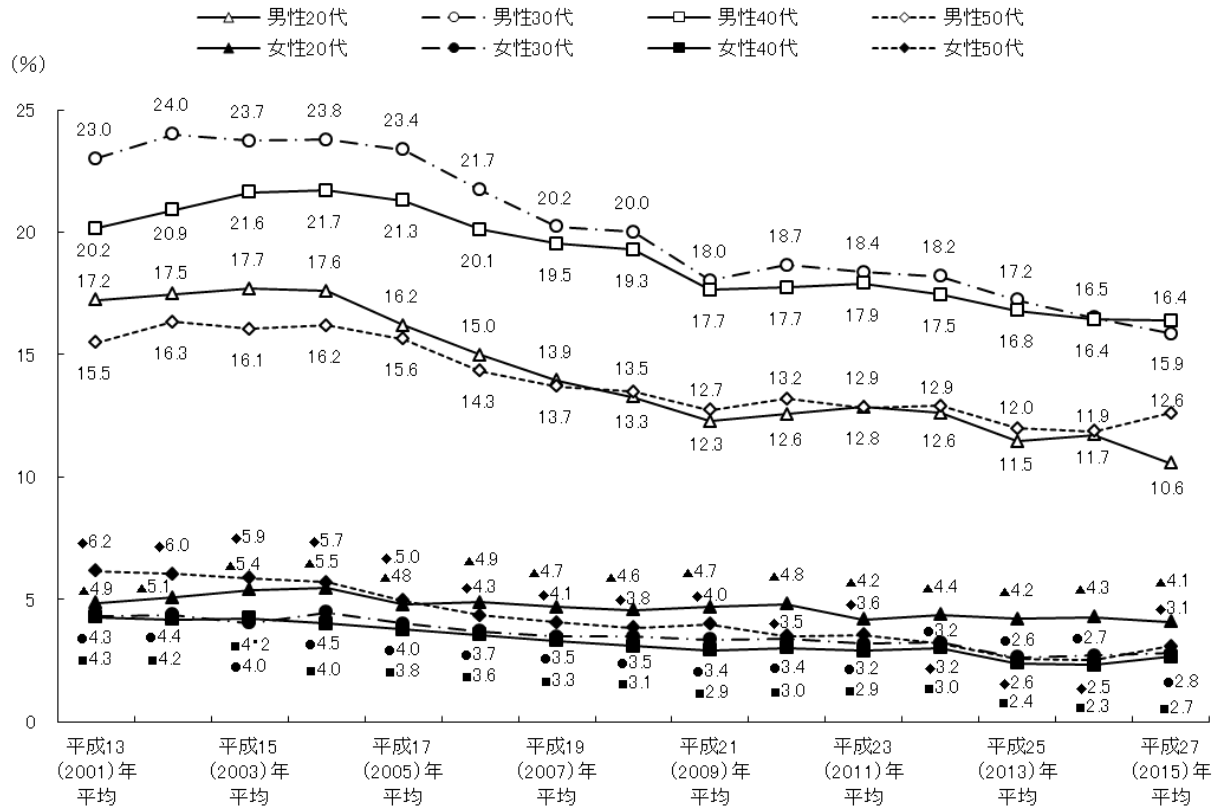 男性20代 男性30代 男性40代 男性50代
女性20代 女性30代 女性40代 女性50代
(%)
25
20
15
10
5
0
23.0 24.0 23.7 23.8 23.4 21.7 20.2 20.0 18.0 18.7 18.4 18.2 17.2 16.5 15.9
20.2 20.9 21.6 21.7 21.3 20.1 19.5 19.3 17.7 17.7 17.9 17.5 16.8 16.4 16.4
17.2 17.5 17.7 17.6 16.2 15.0 13.9 13.3 12.3 12.6 12.8 12.6 11.5 11.7 10.6
15.5 16.3 16.1 16.2 15.6 14.3 13.7 13.5 12.7 13.2 12.9 12.9 12.0 11.9 12.6
◆6.2 ◆6.0 ◆5.9 ◆5.7 ◆5.0 ◆4.3 ◆4.1 ◆3.8 ◆4.0 ◆3.5 ◆3.6 ◆3.2 ◆2.6 ◆2.5 ◆3.1
▲4.9 ▲5.1 ▲5.4 ▲5.5 ▲48 ▲4.9 ▲4.7 ▲4.6 ▲4.7 ▲4.8 ▲4.2 ▲4.4 ▲4.2 ▲4.3 ▲4.1
●4.3 ●4.4 ●4.0 ●4.5 ●4.0 ●3.7 ●3.5 ●3.5 ●3.4 ●3.4 ●3.2 ●3.2 ●2.6 ●2.7 ●2.8
■4.3 ■4.2 ■4▪2 ■4.0 ■3.8 ■3.6 ■3.3 ■3.1 ■2.9 ■3.0 ■2.9 ■3.0 ■2.4 ■2.3 ■2.7
平成13 平成15 平成17 平成19 平成21 平成23 平成25 平成27
(2001)年 (2003)年 (2005)年 (2007)年 (2009)年 (2011)年 (2013)年 (2015)年
平均 平均 平均 平均 平均 平均 平均 平均